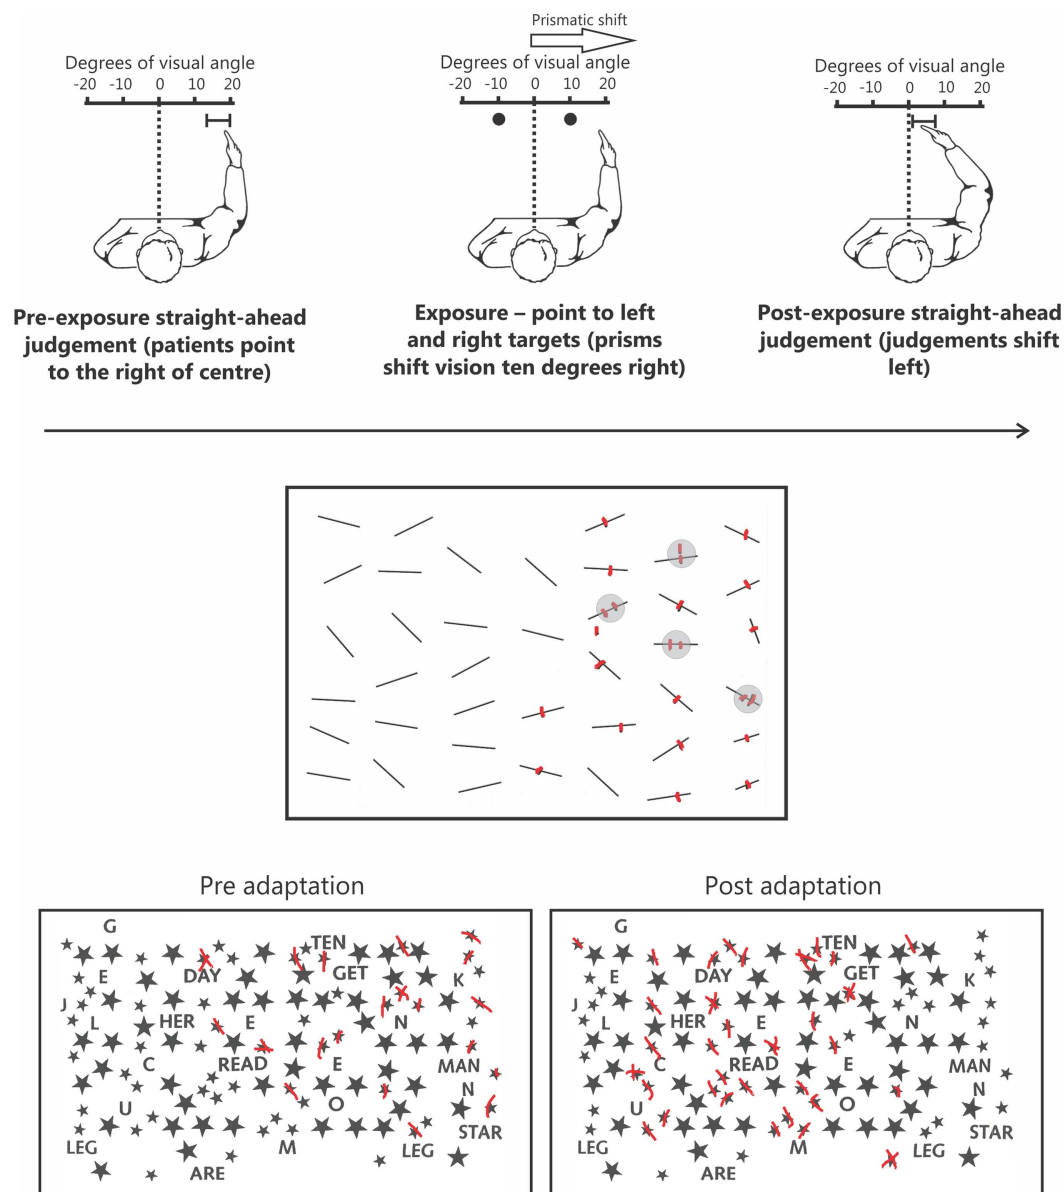 Prismatic shift
Degrees of visual angle
-20 -10 0 10 20
Degrees of visual angle
-20 -10 0 10 20
Degrees of visual angle
-20 -10 0 10 20
Pre-exposure straight-ahead
judgement (patients point
to the right of centre)
Exposure – point to left
and right targets (prisms
shift vision ten degrees right)
Post-exposure straight-ahead
judgement (judgements shift
left)
Pre adaptation
G
TEN
E
DAY
GET
K
J
L
HER
E
N
C
READ
E
MAN
N
U
O
STAR
LEG
M
LEG
ARE
Post adaptation
G
TEN
E
DAY
GET
K
J
L
HER
E
N
C
READ
E
MAN
N
U
O
STAR
LEG
M
LEG
ARE